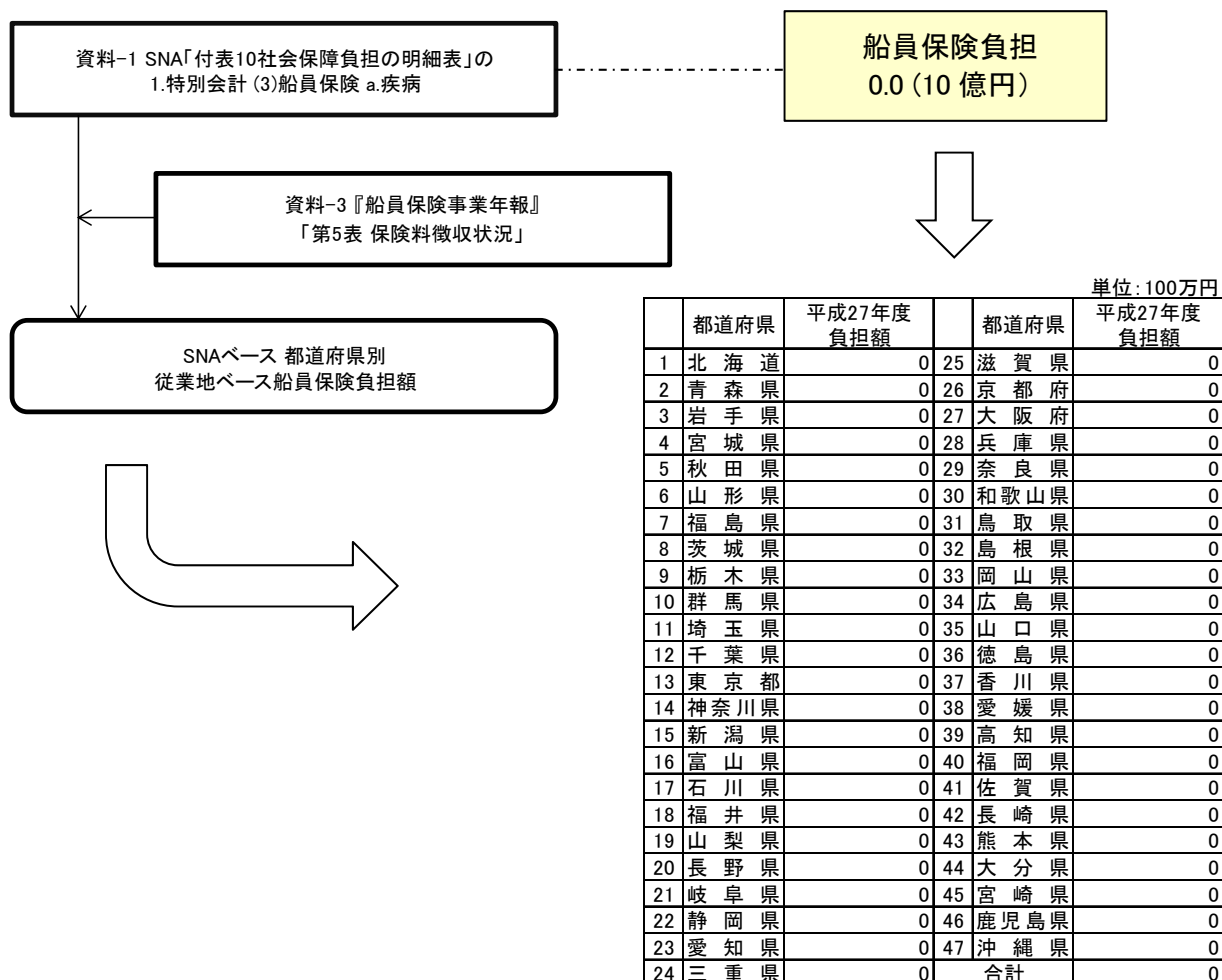 資料-1 SNA「付表10社会保障負担の明細表」の
1.特別会計 (3)船員保険 a.疾病
船員保険負担
0.0 (10 億円)
資料-3『船員保険事業年報』
「第5表 保険料徴収状況」
SNAベース 都道府県別
従業地ベース船員保険負担額
単位:100万円
都道府県 平成27年度 負担額 都道府県 平成27年度 負担額
1 北海道 0 25 滋賀県 0
2 青森県 0 26 京都府 0
3 岩手県 0 27 大阪府 0
4 宮城県 0 28 兵庫県 0
5 秋田県 0 29 奈良県 0
6 山形県 0 30 和歌山県 0
7 福島県 0 31 鳥取県 0
8 茨城県 0 32 島根県 0
9 栃木県 0 33 岡山県 0
10 群馬県 0 34 広島県 0
11 埼玉県 0 35 山口県 0
12 千葉県 0 36 徳島県 0
13 東京都 0 37 香川県 0
14 神奈川県 0 38 愛媛県 0
15 新潟県 0 39 高知県 0
16 富山県 0 40 福岡県 0
17 石川県 0 41 佐賀県 0
18 福井県 0 42 長崎県 0
19 山梨県 0 43 熊本県 0
20 長野県 0 44 大分県 0
21 岐阜県 0 45 宮崎県 0
22 静岡県 0 46 鹿児島県 0
23 愛知県 0 47 沖縄県 0
24 三重県 0 合計 0